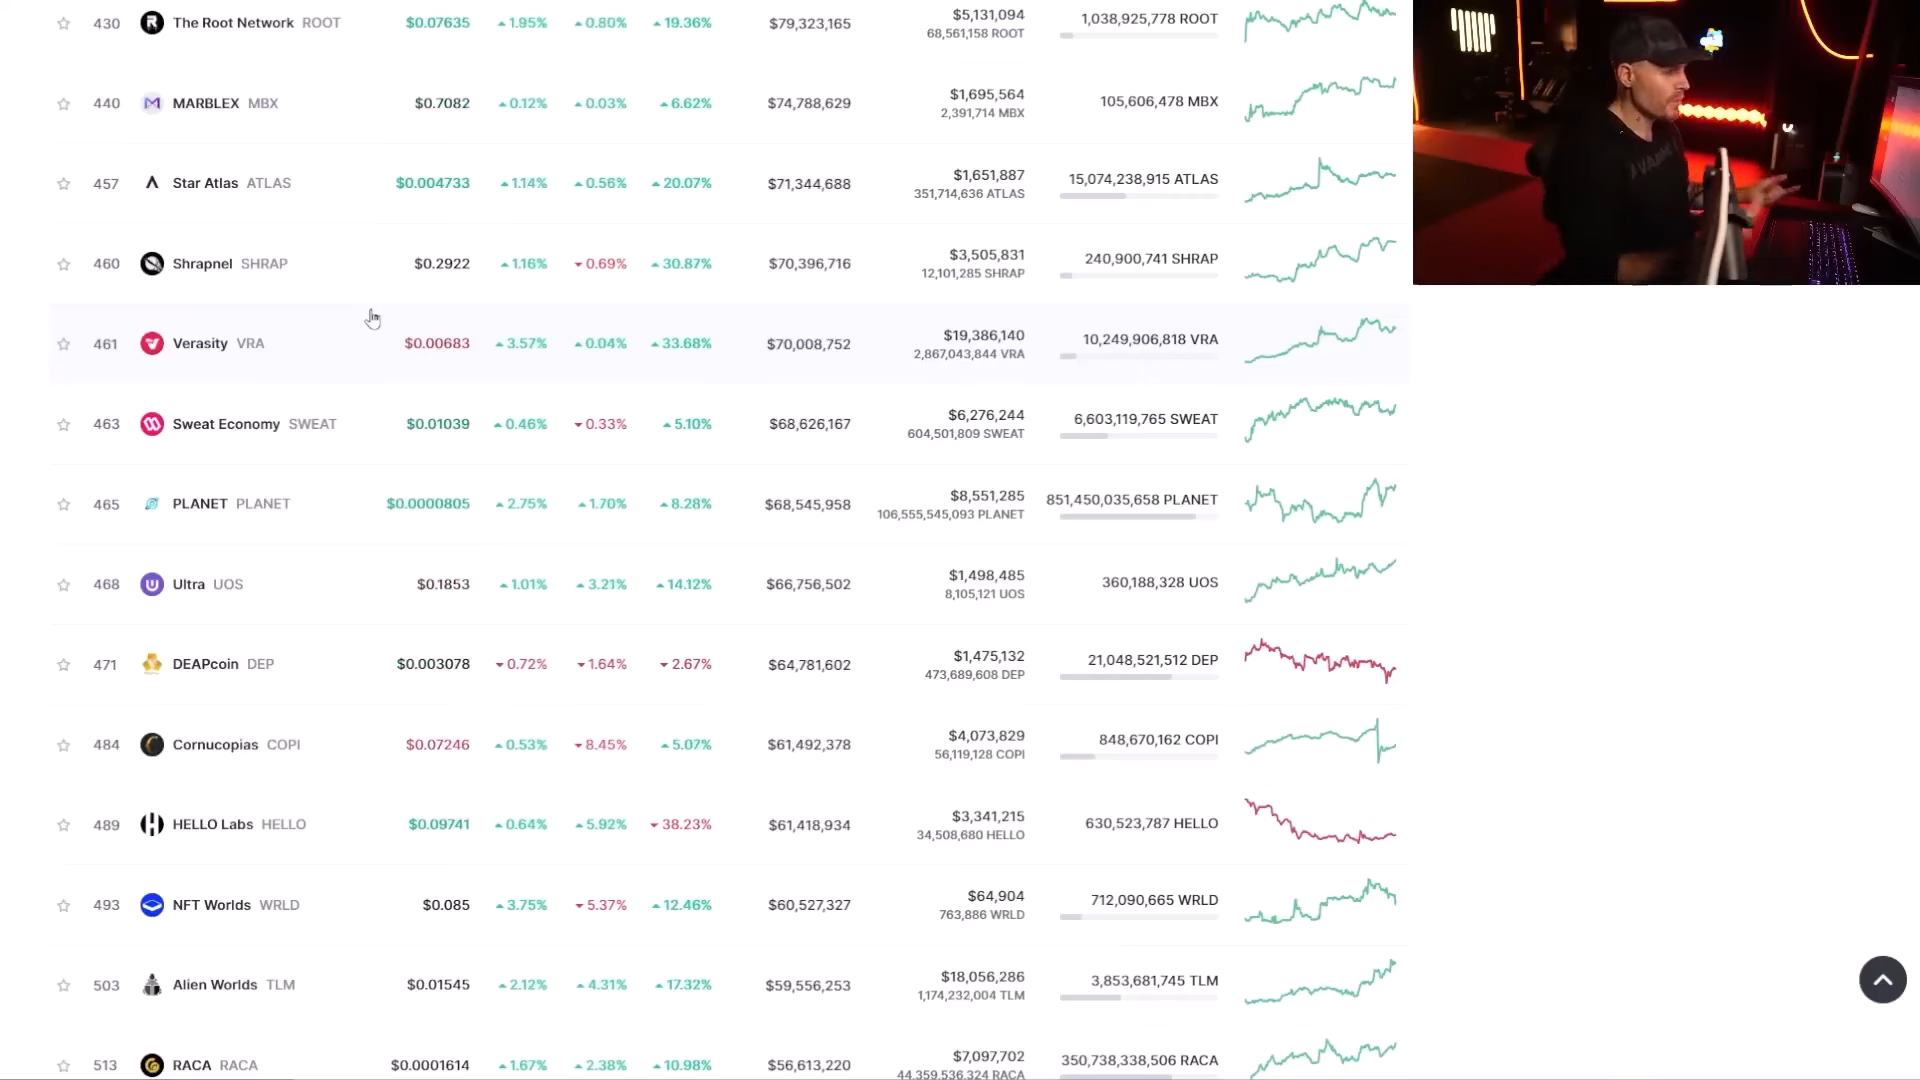 430 The Root Network ROOT $0.07635 1.95% 0.80% 19.36% $79,323,165 $5,131,094 1,038,925,778 ROOT
68,561,158 ROOT
440 MARBLEX MBX $0.7082 0.12% 0.03% 6.62% $74,788,629 $1,695,564 105,606,478 MBX
2,391,714 MBX
457 Star Atlas ATLAS $0.004733 1.14% 0.56% 20.07% $71,344,688 $1,651,887 15,074,238,915 ATLAS
351,714,636 ATLAS
460 Shrapnel SHRAP $0.2922 1.16% 0.69% 30.87% $70,396,716 $3,505,831 240,900,741 SHRAP
12,101,285 SHRAP
461 Verasity VRA $0.00683 3.57% 0.04% 33.68% $70,008,752 $19,386,140 10,249,906,818 VRA
2,867,043,844 VRA
463 Sweat Economy SWEAT $0.01039 0.46% 0.33% 5.10% $68,626,167 $6,276,244 6,603,119,765 SWEAT
604,501,809 SWEAT
465 PLANET PLANET $0.0000805 2.75% 1.70% 8.28% $68,545,958 $8,551,285 851,450,035,658 PLANET
106,555,545,093 PLANET
468 Ultra UOS $0.1853 1.01% 3.21% 14.12% $66,756,502 $1,498,485 360,188,328 UOS
8,105,121 UOS
471 DEAPcoin DEP $0.003078 0.72% 1.64% 2.67% $64,781,602 $1,475,132 21,048,521,512 DEP
473,689,608 DEP
484 Cornucopias COPI $0.07246 0.53% 8.45% 5.07% $61,492,378 $4,073,829 848,670,162 COPI
56,119,128 COPI
489 HELLO Labs HELLO $0.09741 0.64% 5.92% 38.23% $61,418,934 $3,341,215 630,523,787 HELLO
34,508,680 HELLO
493 NFT Worlds WRLD $0.085 3.75% 5.37% 12.46% $60,527,327 $64,904 712,090,665 WRLD
763,886 WRLD
503 Alien Worlds TLM $0.01545 2.12% 4.31% 17.32% $59,556,253 $18,056,286 3,853,681,745 TLM
1,174,232,004 TLM
513 RACA RACA $0.0001614 1.67% 2.38% 10.98% $56,613,220 $7,097,702 350,738,338,506 RACA
44,359,536,324 RACA